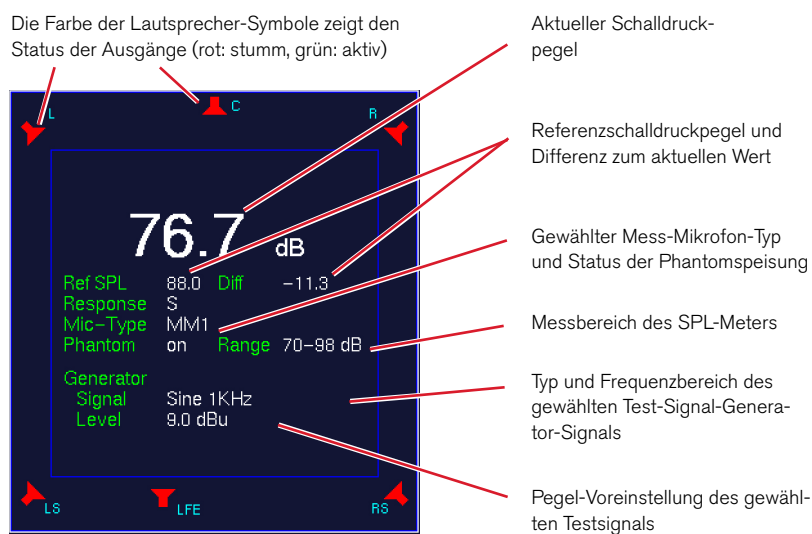 Die Farbe der Lautsprecher-Symbole zeigt den
Status der Ausgänge (rot: stumm, grün: aktiv)
Aktueller Schalldruck-
pegel
Referenzschalldruckpegel und
Differenz zum aktuellen Wert
Gewählter Mess-Mikrofon-Typ
und Status der Phantomspeisung
Messbereich des SPL-Meters
Typ und Frequenzbereich des
gewählten Test-Signal-Genera-
tor-Signals
Pegel-Voreinstellung des gewähl-
ten Testsignals
L
C
R
76.7 dB
Ref SPL 88.0 Diff -11.3
Response S
Mic-Type MM1
Phantom on Range 70-98 dB
Generator
Signal Sine 1KHz
Level 9.0 dBu
LS
LFE
RS